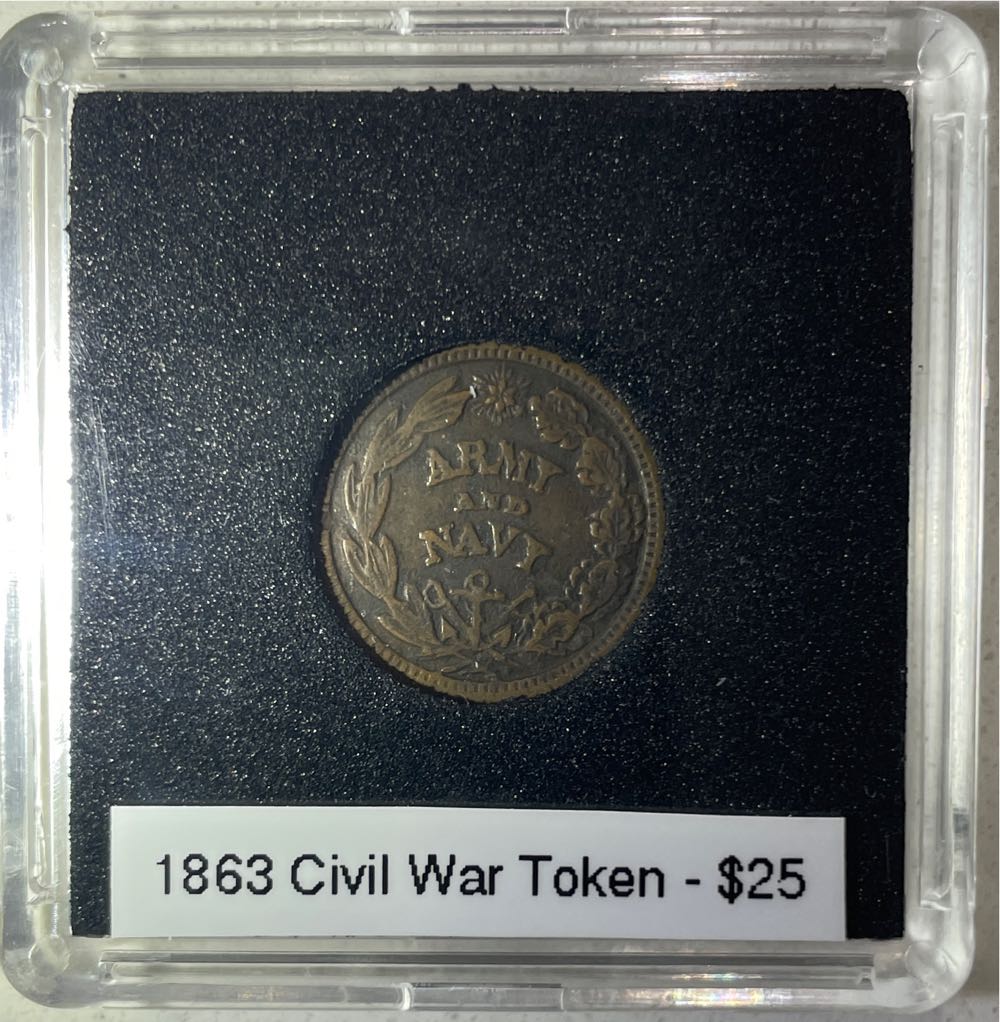 ARMY
AND
NAVY
1863 Civil War Token - $25